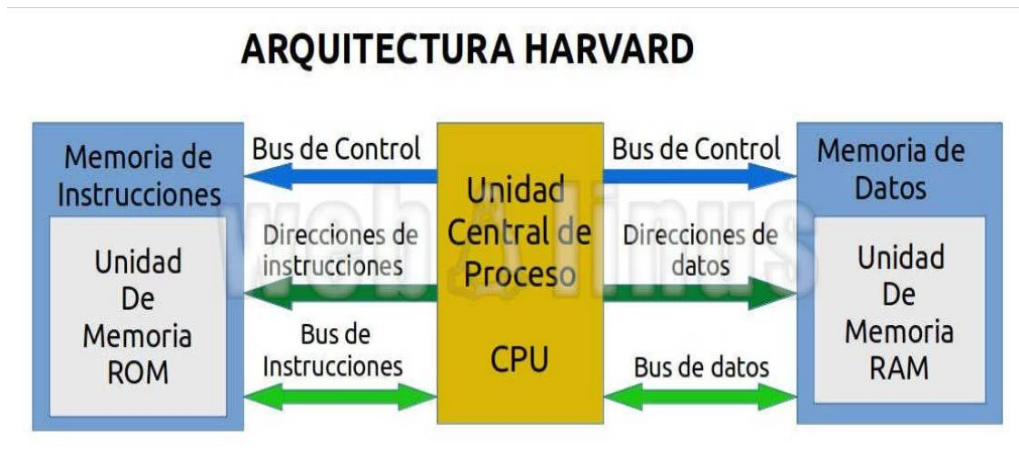 ARQUITECTURA HARVARD
Memoria de
Instrucciones
Unidad
De
Memoria
ROM
Bus de Control
Direcciones de
instrucciones
Bus de
Instrucciones
Unidad
Central de
Proceso
CPU
Bus de Control
Direcciones de
datos
Bus de datos
Memoria de
Datos
Unidad
De
Memoria
RAM
web linus